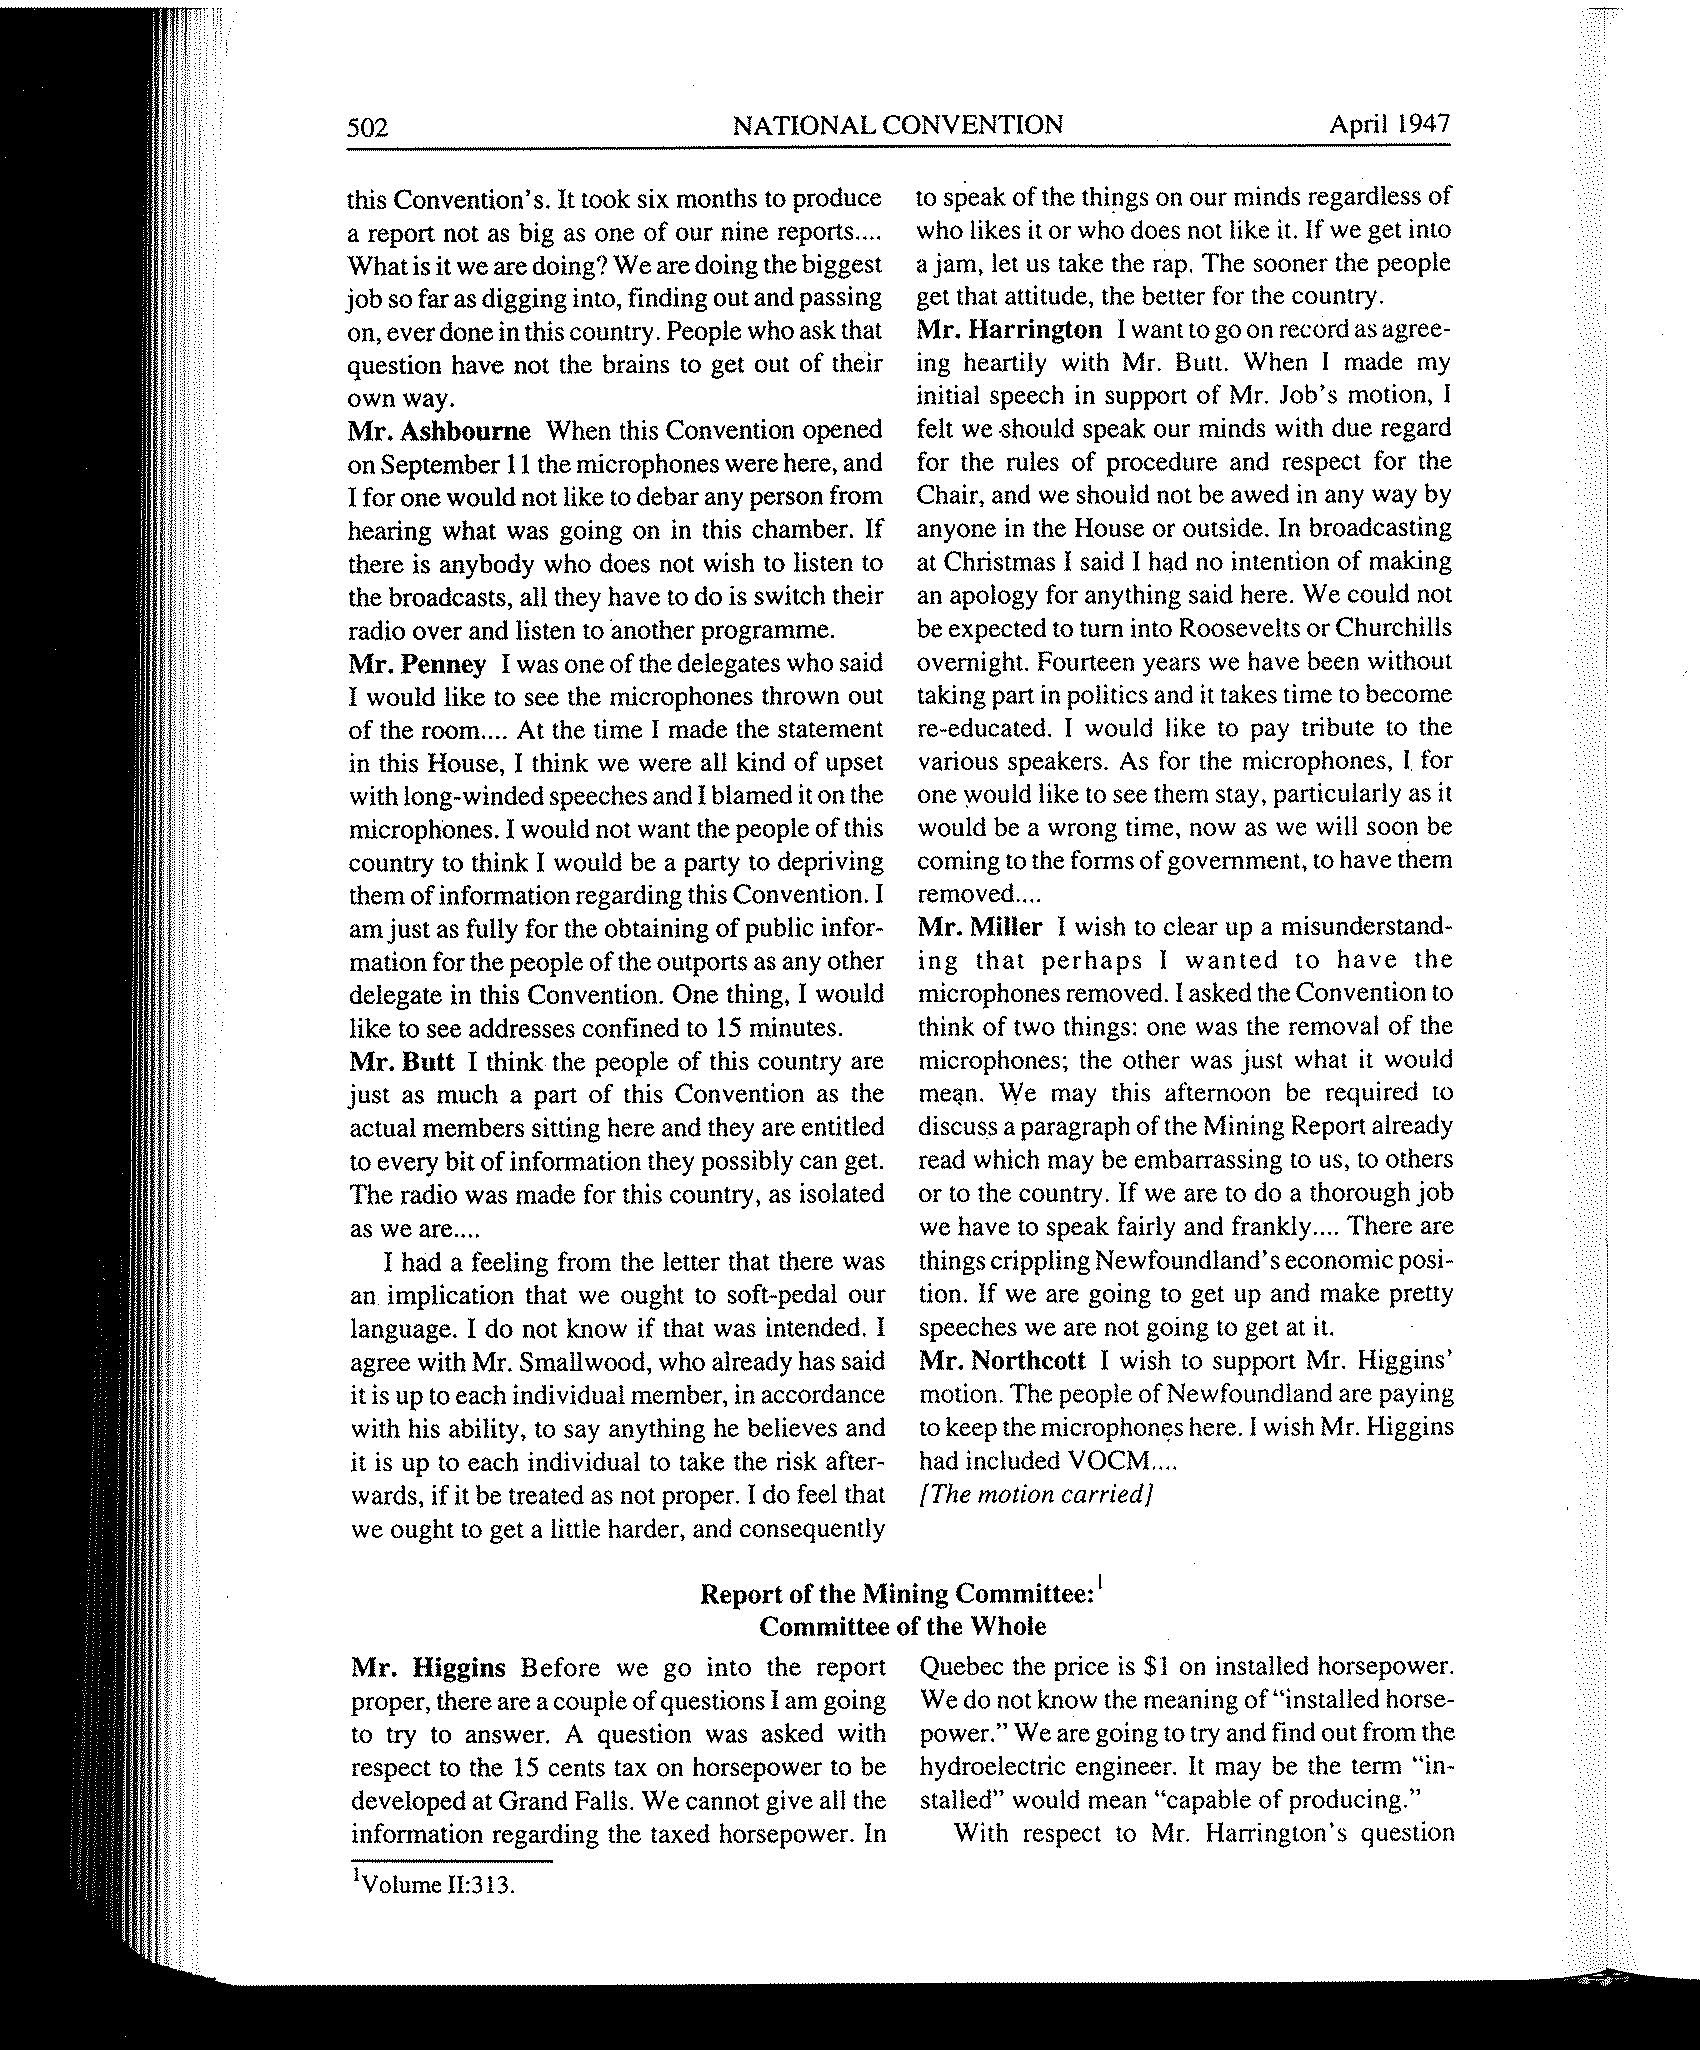 502
NATIONAL CONVENTION
April 1947
this Convention's. It took six months to produce
a report not as big as one of our nine reports....
What is it we are doing? We are doing the biggest
job so far as digging into, finding out and passing
on, ever done in this country. People who ask that
question have not the brains to get out of their
own way.
Mr. Ashbourne When this Convention opened
on September 11 the microphones were here, and
I for one would not like to debar any person from
hearing what was going on in this chamber. If
there is anybody who does not wish to listen to
the broadcasts, all they have to do is switch their
radio over and listen to another programme.
Mr. Penney I was one of the delegates who said
I would like to see the microphones thrown out
of the room.... At the time I made the statement
in this House, I think we were all kind of upset
with long-winded speeches and I blamed it on the
microphones. I would not want the people of this
country to think I would be a party to depriving
them of information regarding this Convention. I
am just as fully for the obtaining of public infor-
mation for the people of the outports as any other
delegate in this Convention. One thing, I would
like to see addresses confined to 15 minutes.
Mr. Butt I think the people of this country are
just as much a part of this Convention as the
actual members sitting here and they are entitled
to every bit of information they possibly can get.
The radio was made for this country, as isolated
as we are....
I had a feeling from the letter that there was
an implication that we ought to soft-pedal our
language. I do not know if that was intended. I
agree with Mr. Smallwood, who already has said
it is up to each individual member, in accordance
with his ability, to say anything he believes and
it is up to each individual to take the risk after-
wards, if it be treated as not proper. I do feel that
we ought to get a little harder, and consequently
to speak of the things on our minds regardless of
who likes it or who does not like it. If we get into
a jam, let us take the rap. The sooner the people
get that attitude, the better for the country.
Mr. Harrington I want to go on record as agree-
ing heartily with Mr. Butt. When I made my
initial speech in support of Mr. Job's motion, I
felt we should speak our minds with due regard
for the rules of procedure and respect for the
Chair, and we should not be awed in any way by
anyone in the House or outside. In broadcasting
at Christmas I said I had no intention of making
an apology for anything said here. We could not
be expected to turn into Roosevelts or Churchills
overnight. Fourteen years we have been without
taking part in politics and it takes time to become
re-educated. I would like to pay tribute to the
various speakers. As for the microphones, I for
one would like to see them stay, particularly as it
would be a wrong time, now as we will soon be
coming to the forms of government, to have them
removed....
Mr. Miller I wish to clear up a misunderstand-
ing that perhaps I wanted to have the
microphones removed. I asked the Convention to
think of two things: one was the removal of the
microphones; the other was just what it would
mean. We may this afternoon be required to
discuss a paragraph of the Mining Report already
read which may be embarrassing to us, to others
or to the country. If we are to do a thorough job
we have to speak fairly and frankly.... There are
things crippling Newfoundland's economic posi-
tion. If we are going to get up and make pretty
speeches we are not going to get at it.
Mr. Northcott I wish to support Mr. Higgins'
motion. The people of Newfoundland are paying
to keep the microphones here. I wish Mr. Higgins
had included VOCM....
[The motion carried]
Report of the Mining Committee:1
Committee of the Whole
Mr. Higgins Before we go into the report
proper, there are a couple of questions I am going
to try to answer. A question was asked with
respect to the 15 cents tax on horsepower to be
developed at Grand Falls. We cannot give all the
information regarding the taxed horsepower. In
Quebec the price is $1 on installed horsepower.
We do not know the meaning of "installed horse-
power." We are going to try and find out from the
hydroelectric engineer. It may be the term "in-
stalled" would mean "capable of producing."
With respect to Mr. Harrington's question
1Volume II:313.